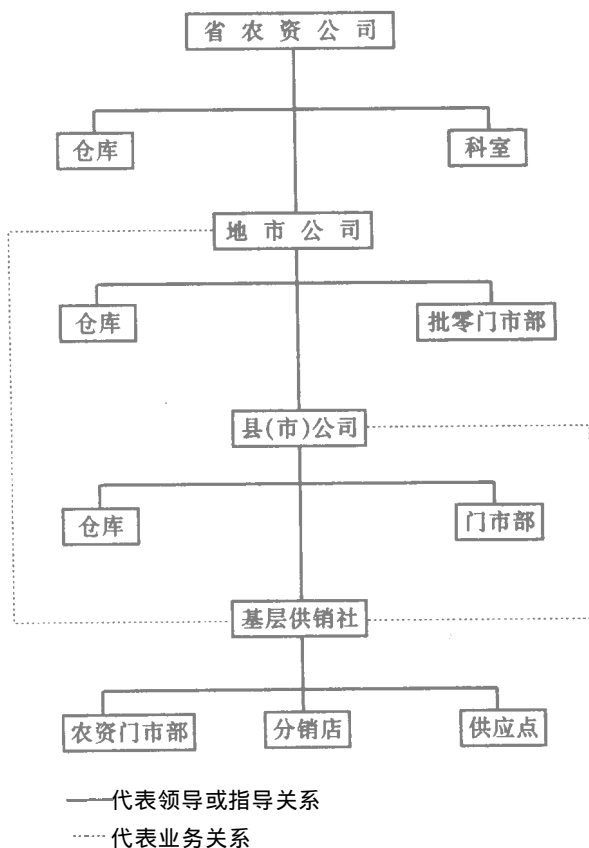 省农资公司
仓库
科室
地市公司
仓库
批零门市部
县(市)公司
仓库
门市部
基层供销社
农资门市部
分销店
供应点
代表领导或指导关系
代表业务关系